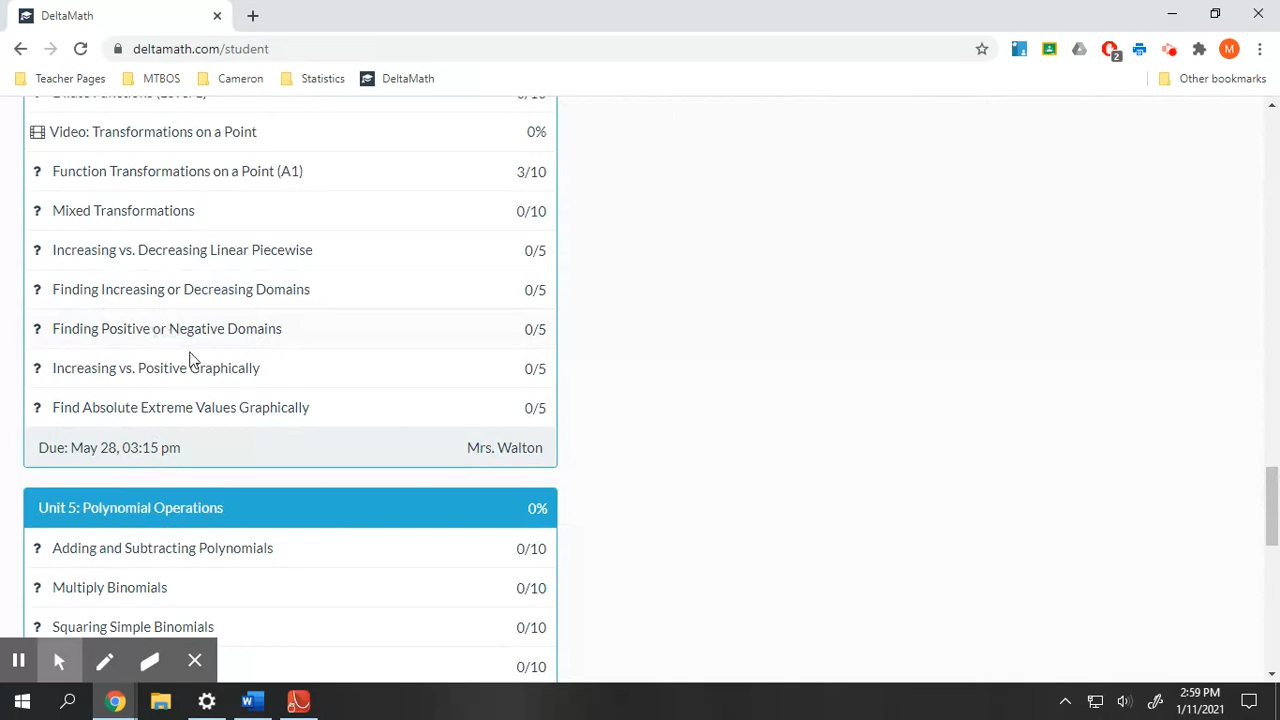 DeltaMath
deltamath.com/student
2
M
Teacher Pages MTBOS Cameron Statistics DeltaMath Other bookmarks
Video: Transformations on a Point 0%
? Function Transformations on a Point (A1) 3/10
? Mixed Transformations 0/10
? Increasing vs. Decreasing Linear Piecewise 0/5
? Finding Increasing or Decreasing Domains 0/5
? Finding Positive or Negative Domains 0/5
? Increasing vs. Positive Graphically 0/5
? Find Absolute Extreme Values Graphically 0/5
Due: May 28, 03:15 pm Mrs. Walton
Unit 5: Polynomial Operations 0%
? Adding and Subtracting Polynomials 0/10
? Multiply Binomials 0/10
? Squaring Simple Binomials 0/10
0/10
2:59 PM
1/11/2021